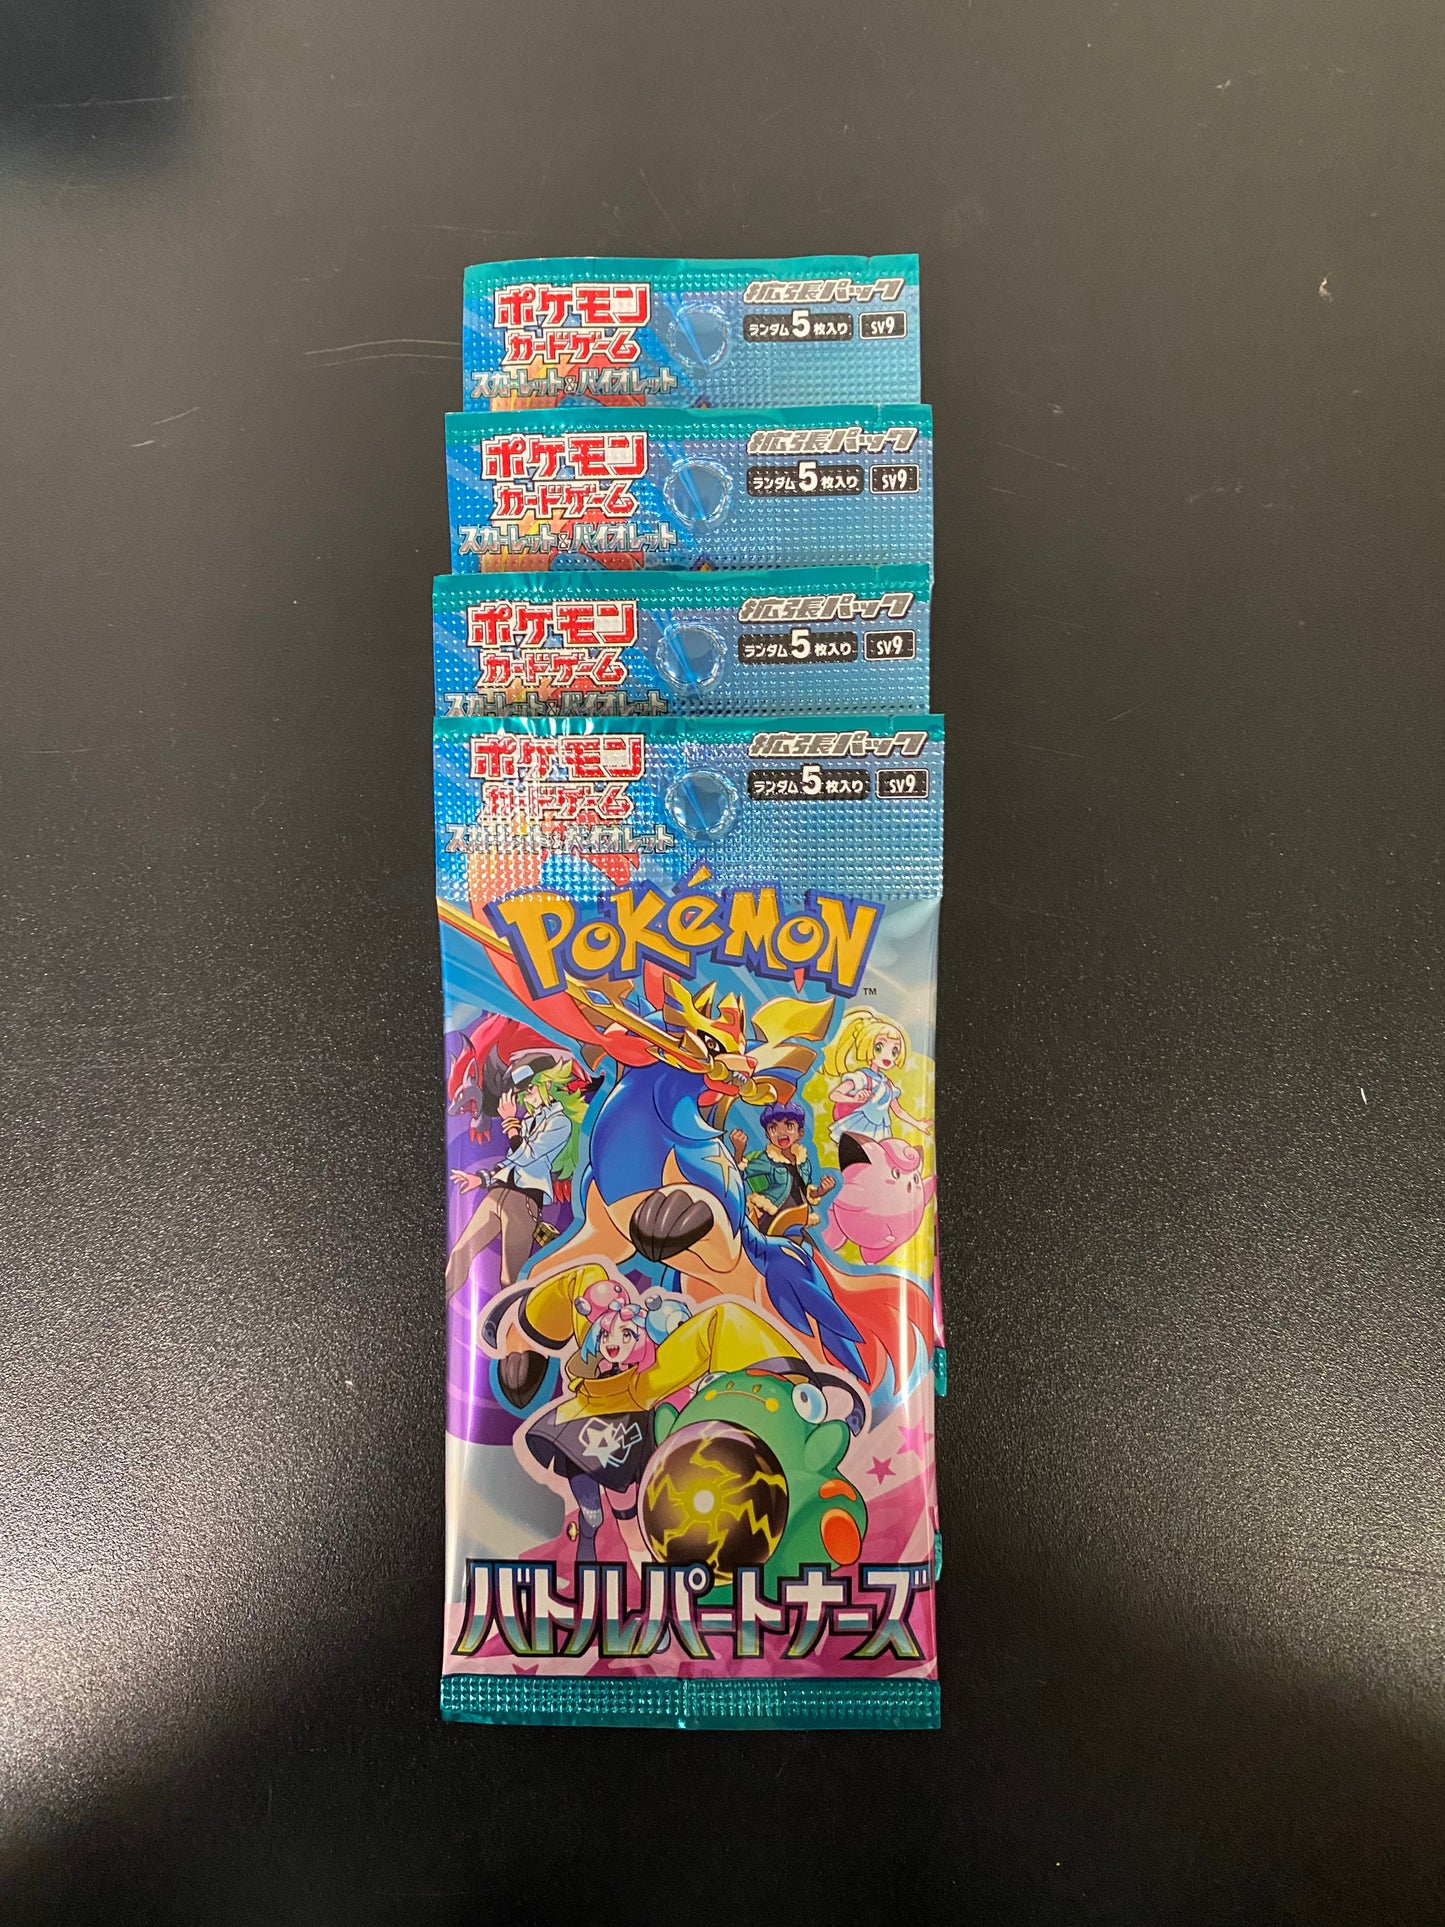 ポケモン
カードゲーム
スカーレット&バイオレット
拡張パック
ランダム5枚入り SV9
ポケモン
カードゲーム
スカーレット&バイオレット
拡張パック
ランダム5枚入り SV9
ポケモン
カードゲーム
スカーレット&バイオレット
拡張パック
ランダム5枚入り SV9
ポケモン
カードゲーム
スカーレット&バイオレット
拡張パック
ランダム5枚入り SV9
POKéMON TM
バトルパートナーズ